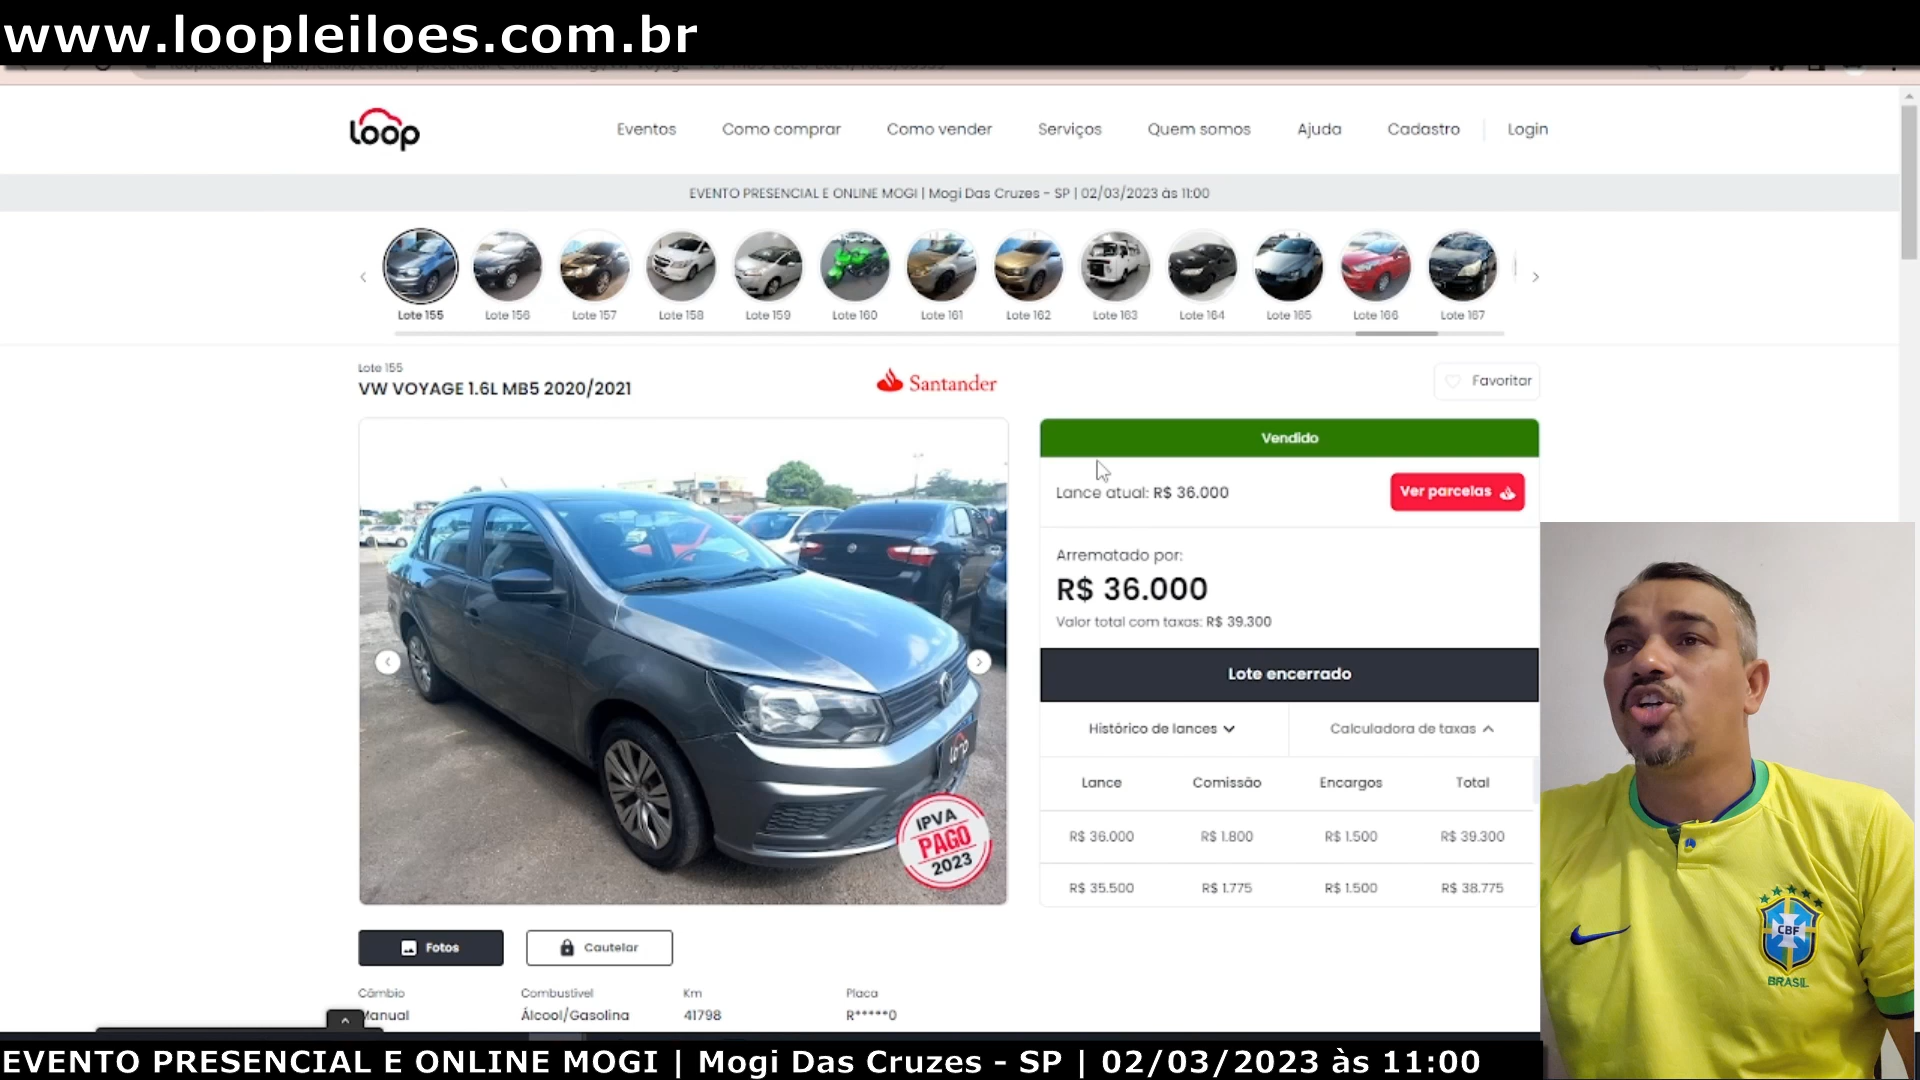 www.loopleiloes.com.br
loop
Eventos Como comprar Como vender Serviços Quem somos Ajuda Cadastro Login
EVENTO PRESENCIAL E ONLINE MOGI | Mogi Das Cruzes - SP | 02/03/2023 às 11:00
Lote 155 Lote 156 Lote 157 Lote 158 Lote 159 Lote 160 Lote 161 Lote 162 Lote 163 Lote 164 Lote 165 Lote 166 Lote 167
Lote 155
VW VOYAGE 1.6L MB5 2020/2021
Santander
Favoritar
Vendido
Lance atual: R$ 36.000
Ver parcelas
Arrematado por:
R$ 36.000
Valor total com taxas: R$ 39.300
Lote encerrado
Histórico de lances Calculadora de taxas
Lance Comissão Encargos Total
R$ 36.000 R$ 1.800 R$ 1.500 R$ 39.300
R$ 35.500 R$ 1.775 R$ 1.500 R$ 38.775
loop
IPVA
PAGO
2023
Fotos Cautelar
Câmbio Combustível Km Placa
Manual Álcool/Gasolina 41798 R*****0
CBF
BRASIL
EVENTO PRESENCIAL E ONLINE MOGI | Mogi Das Cruzes - SP | 02/03/2023 às 11:00